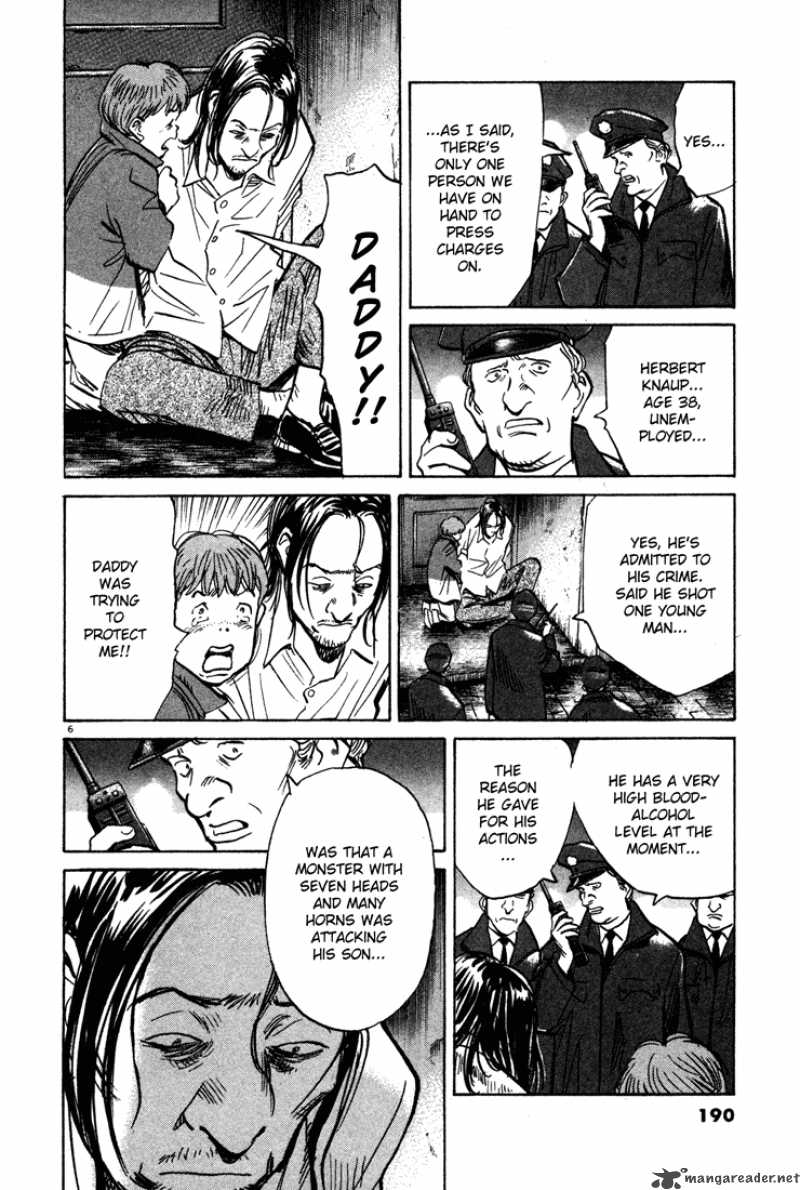 YES...
...AS I SAID,
THERE'S
ONLY ONE
PERSON WE
HAVE ON
HAND TO
PRESS
CHARGES
ON.
HERBERT
KNAUP...
AGE 38,
UNEM-
PLOYED...
DADDY!!
YES, HE'S
ADMITTED TO
HIS CRIME.
SAID HE SHOT
ONE YOUNG
MAN...
DADDY
WAS
TRYING
TO
PROTECT
ME!!
6
HE HAS A VERY
HIGH BLOOD-
ALCOHOL
LEVEL AT THE
MOMENT...
THE
REASON
HE GAVE
FOR HIS
ACTIONS
...
WAS THAT A
MONSTER WITH
SEVEN HEADS
AND MANY
HORNS WAS
ATTACKING
HIS SON...
190
mangareader.net